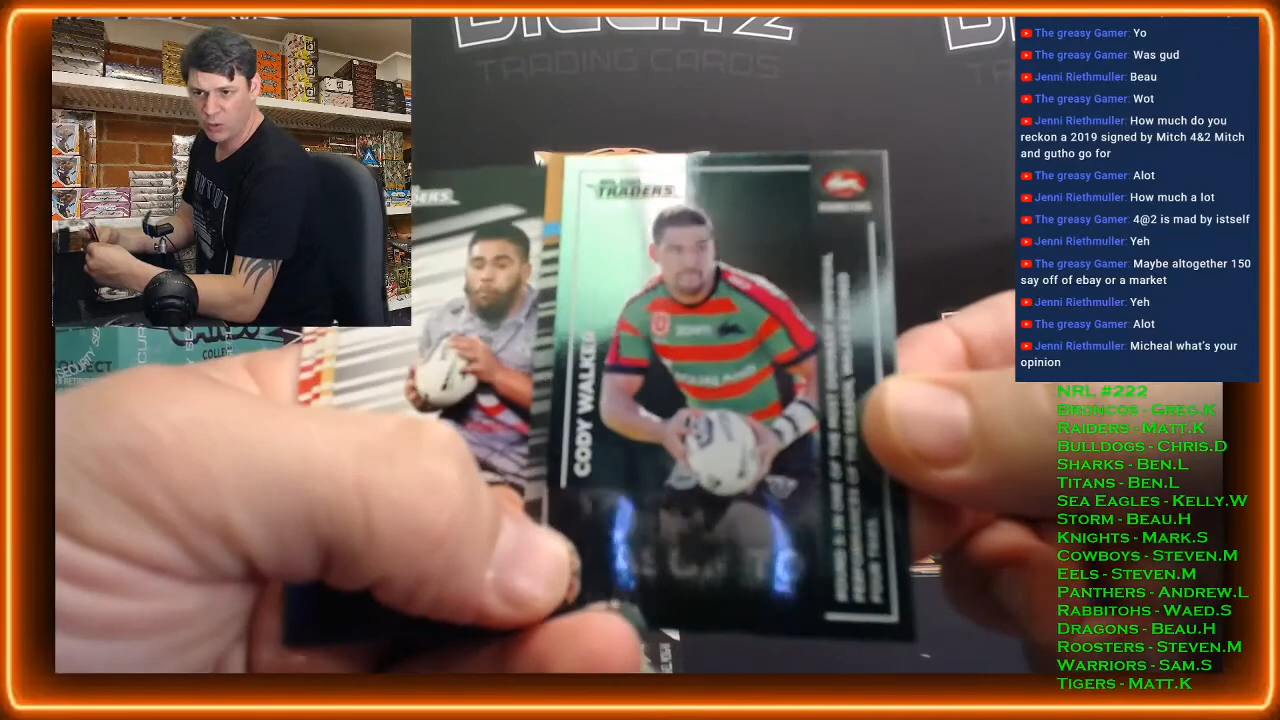 TRADING CARDS
The greasy Gamer: Yo
The greasy Gamer: Was gud
Jenni Riethmuller: Beau
The greasy Gamer: Wot
Jenni Riethmuller: How much do you
reckon a 2019 signed by Mitch 4&2 Mitch
and gutho go for
The greasy Gamer: Alot
Jenni Riethmuller: How much a lot
The greasy Gamer: 4@2 is mad by istself
Jenni Riethmuller: Yeh
The greasy Gamer: Maybe altogether 150
say off of ebay or a market
Jenni Riethmuller: Yeh
The greasy Gamer: Alot
Jenni Riethmuller: Micheal what's your
opinion
TRADERS
CODY WALKER
NRL #222
Broncos - Greg.K
Raiders - Matt.K
Bulldogs - Chris.D
Sharks - Ben.L
Titans - Ben.L
Sea Eagles - Kelly.W
Storm - Beau.H
Knights - Mark.S
Cowboys - Steven.M
Eels - Steven.M
Panthers - Andrew.L
Rabbitohs - Waed.S
Dragons - Beau.H
Roosters - Steven.M
Warriors - Sam.S
Tigers - Matt.K